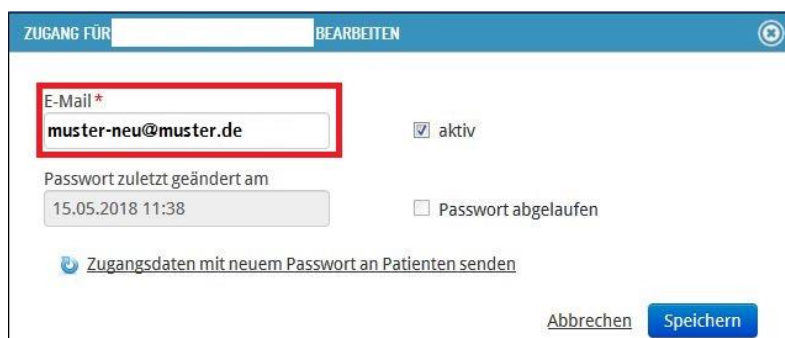 ZUGANG FÜR BEARBEITEN
E-Mail *
muster-neu@muster.de
aktiv
Passwort zuletzt geändert am
15.05.2018 11:38
Passwort abgelaufen
Zugangsdaten mit neuem Passwort an Patienten senden
Abbrechen Speichern